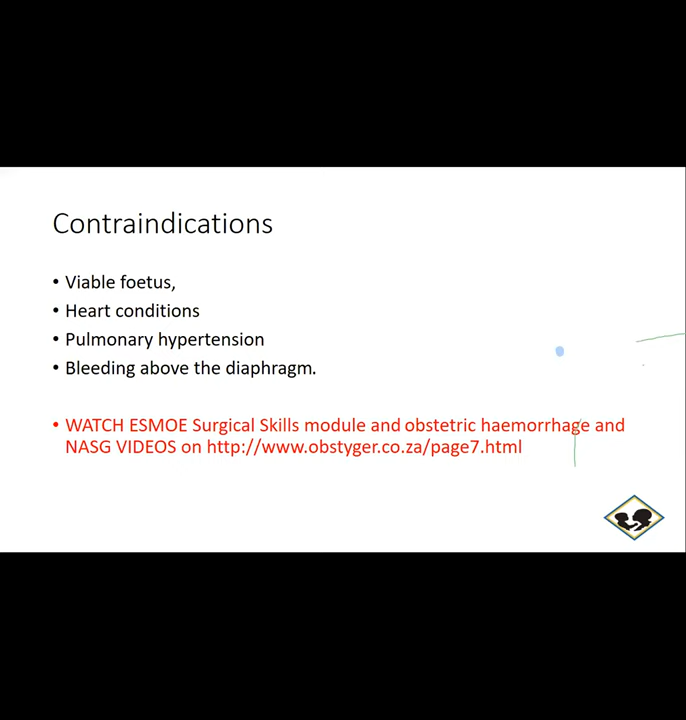 Contraindications
• Viable foetus,
• Heart conditions
• Pulmonary hypertension
• Bleeding above the diaphragm.
• WATCH ESMOE Surgical Skills module and obstetric haemorrhage and
NASG VIDEOS on http://www.obstyger.co.za/page7.html